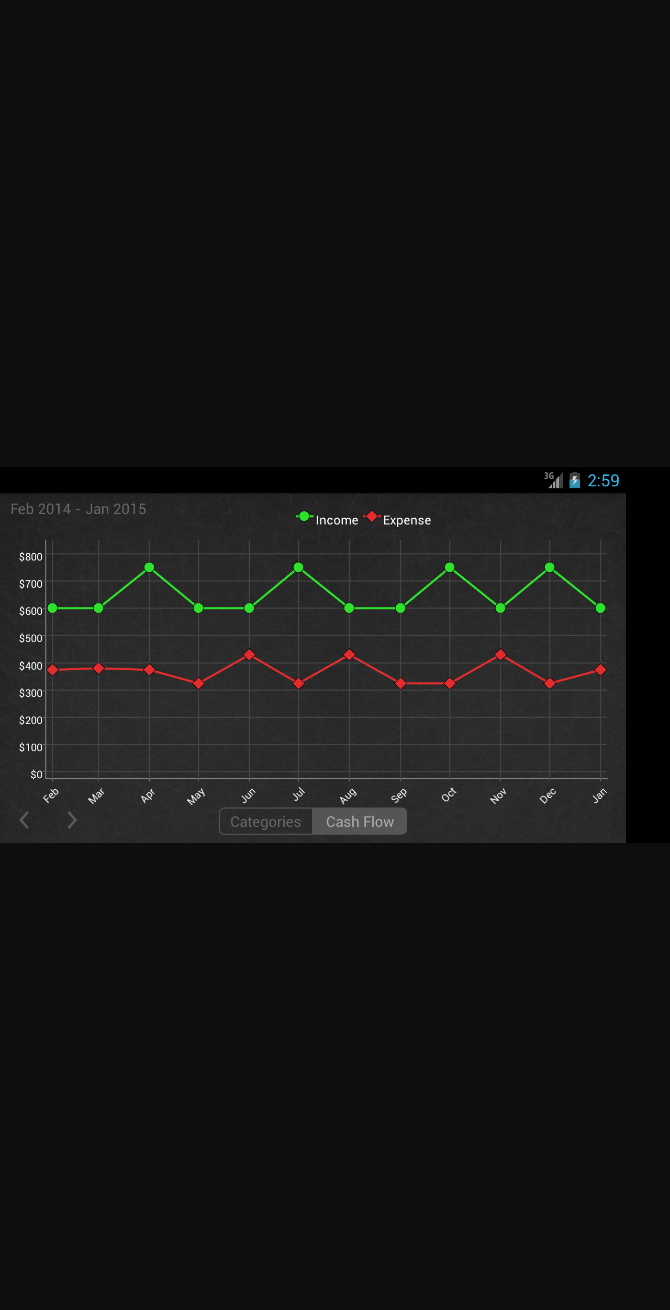 3G 2:59
Feb 2014 - Jan 2015
Income Expense
$800
$700
$600
$500
$400
$300
$200
$100
$0
Feb Mar Apr May Jun Jul Aug Sep Oct Nov Dec Jan
Categories Cash Flow